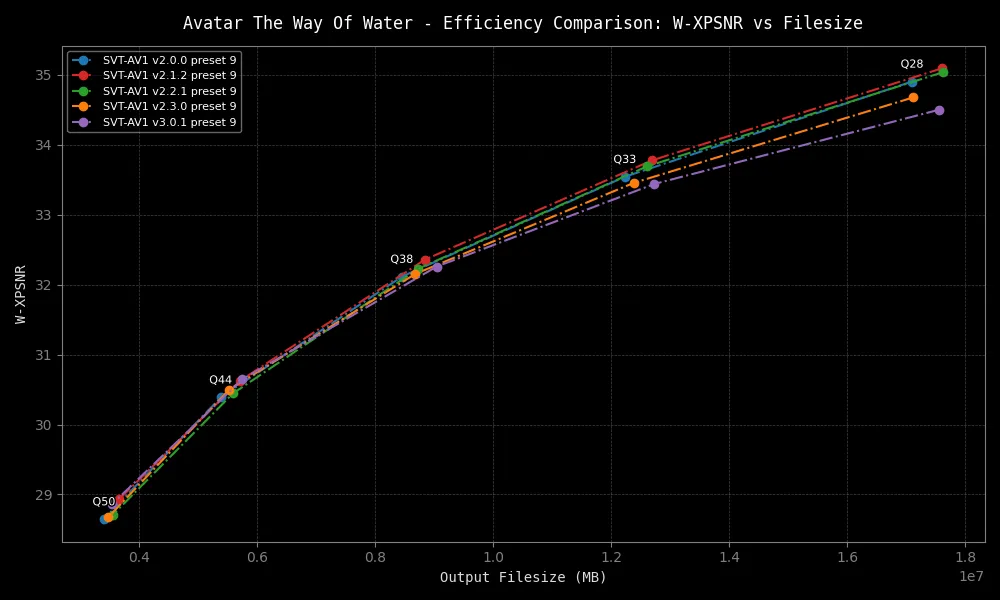 Avatar The Way Of Water - Efficiency Comparison: W-XPSNR vs Filesize
SVT-AV1 v2.0.0 preset 9
SVT-AV1 v2.1.2 preset 9
SVT-AV1 v2.2.1 preset 9
SVT-AV1 v2.3.0 preset 9
SVT-AV1 v3.0.1 preset 9
Q28
Q33
Q38
Q44
Q50
W-XPSNR
35
34
33
32
31
30
29
0.4 0.6 0.8 1.0 1.2 1.4 1.6 1.8
1e7
Output Filesize (MB)